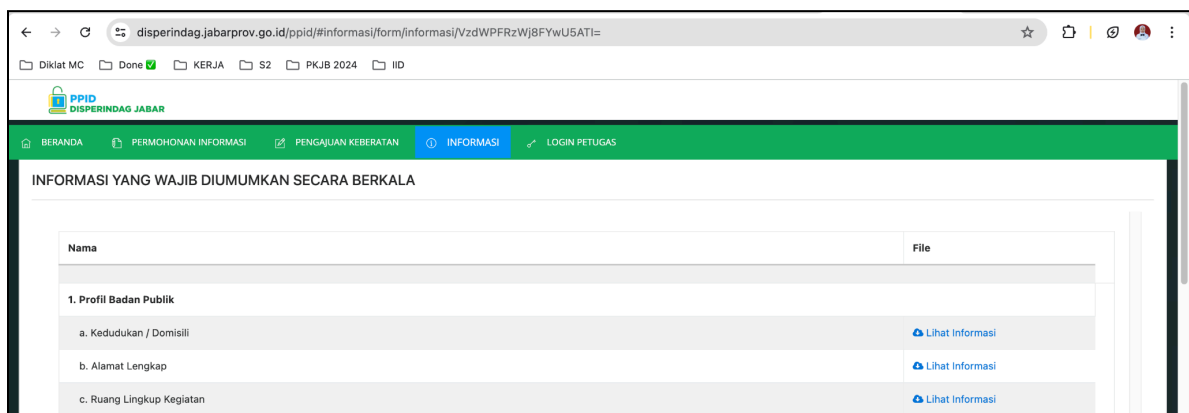 disperindag.jabarprov.go.id/ppid/#informasi/form/informasi/VzdWPFRzWj8FYwU5ATI=
Diklat MC Done KERJA S2 PKJB 2024 IID
PPID
DISPERINDAG JABAR
BERANDA PERMOHONAN INFORMASI PENGAJUAN KEBERATAN INFORMASI LOGIN PETUGAS
INFORMASI YANG WAJIB DIUMUMKAN SECARA BERKALA
Nama File
1. Profil Badan Publik
a. Kedudukan / Domisili Lihat Informasi
b. Alamat Lengkap Lihat Informasi
c. Ruang Lingkup Kegiatan Lihat Informasi